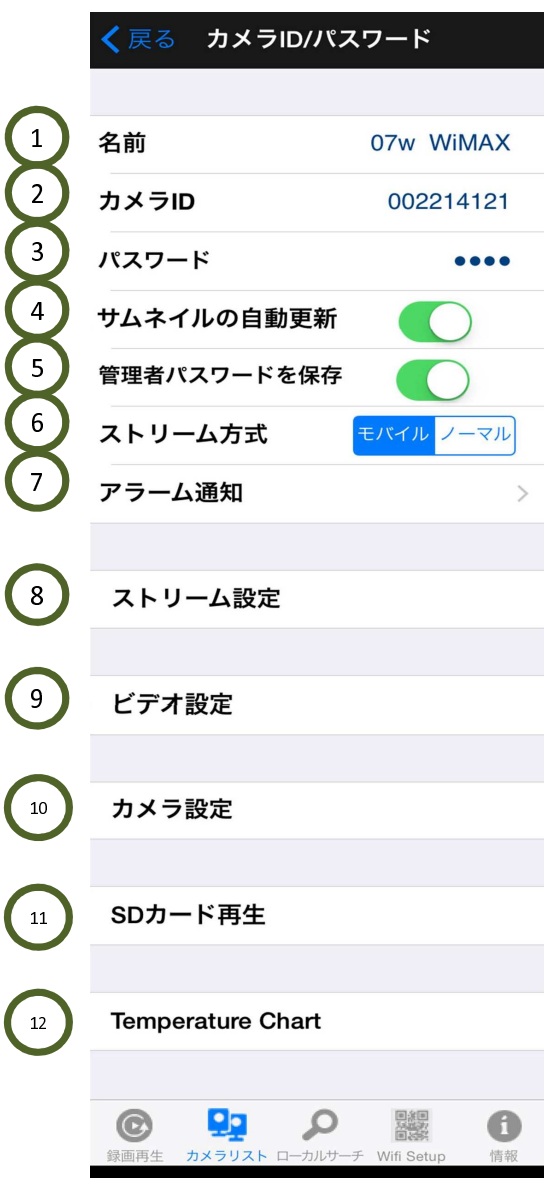 戻る カメラID/パスワード
1 名前 07w WiMAX
2 カメラID 002214121
3 パスワード ●●●●
4 サムネイルの自動更新
5 管理者パスワードを保存
6 ストリーム方式 モバイル ノーマル
7 アラーム通知
8 ストリーム設定
9 ビデオ設定
10 カメラ設定
11 SDカード再生
12 Temperature Chart
録画再生 カメラリスト ローカルサーチ Wifi Setup 情報